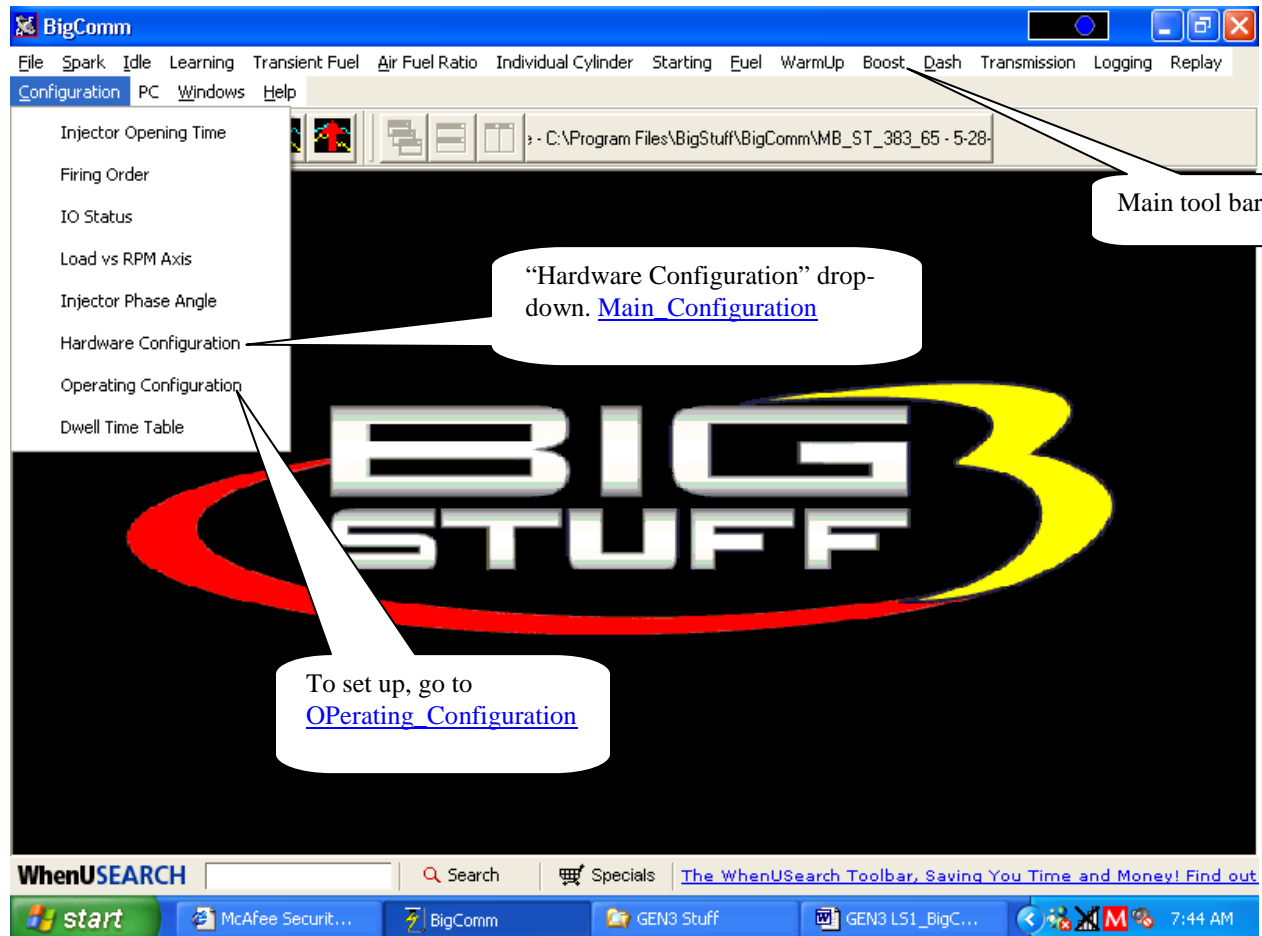 BigComm
File Spark Idle Learning Transient Fuel Air Fuel Ratio Individual Cylinder Starting Fuel WarmUp Boost Dash Transmission Logging Replay
Configuration PC Windows Help
- C:\Program Files\BigStuff\BigComm\MB_ST_383_65 - 5-28-
Injector Opening Time
Firing Order
IO Status
Load vs RPM Axis
Injector Phase Angle
Hardware Configuration
Operating Configuration
Dwell Time Table
Main tool bar
“Hardware Configuration” drop-
down. Main_Configuration
BIG
STUFF
3
To set up, go to
OPerating_Configuration
WhenUSEARCH Search Specials The WhenUSearch Toolbar, Saving You Time and Money! Find out
start McAfee Securit... BigComm GEN3 Stuff GEN3 LS1_BigC... M 7:44 AM